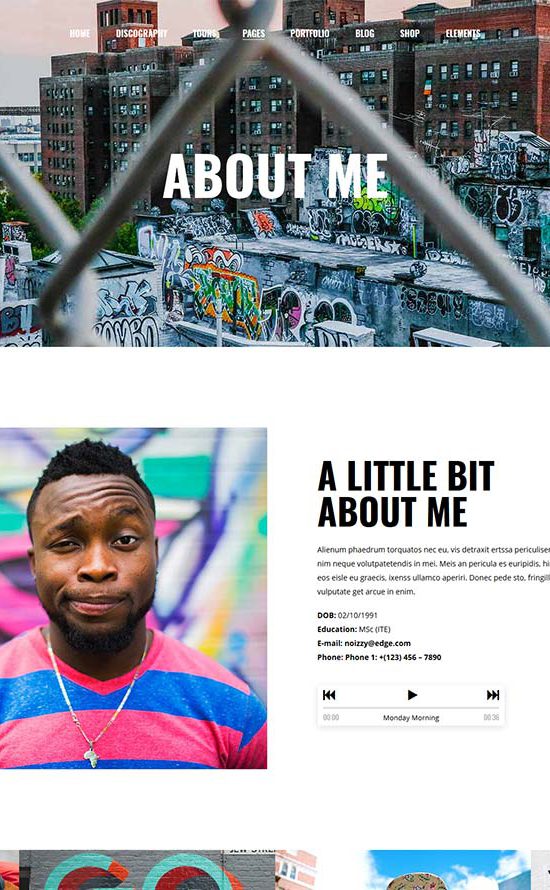 HOME DISCOGRAPHY TOURS PAGES PORTFOLIO BLOG SHOP ELEMENTS
ABOUT ME
A LITTLE BIT
ABOUT ME
Alienum phaedrum torquatos nec eu, vis detraxit ertssa periculiser
nim neque volutpatetendis in mei. Meis an pericula es euripidis, hi
eos eisle eu graecis, ixenss ullamco aperiri. Donec pede sto, fringill
vulputate get arcue in enim.
DOB: 02/10/1991
Education: MSc (ITE)
E-mail: noizzy@edge.com
Phone: Phone 1: +(123) 456 – 7890
00:00 Monday Morning 00:36